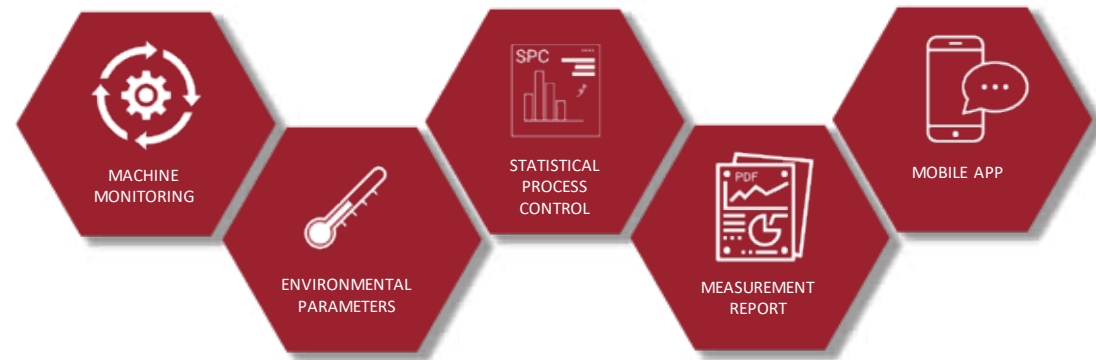 MACHINE
MONITORING
ENVIRONMENTAL
PARAMETERS
SPC
STATISTICAL
PROCESS
CONTROL
PDF
MEASUREMENT
REPORT
MOBILE APP